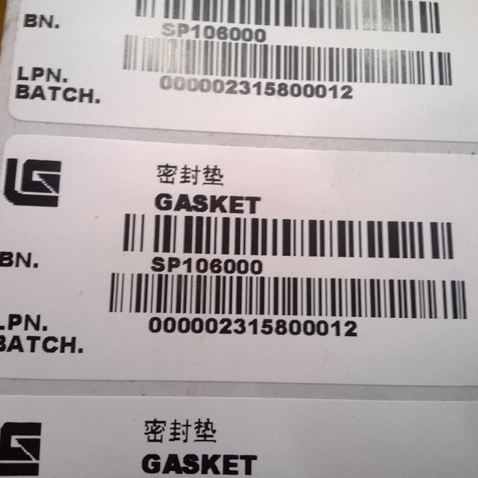 BN.
SP106000
LPN.
BATCH.
000002315800012
密封垫
GASKET
BN.
SP106000
LPN.
BATCH.
000002315800012
密封垫
GASKET